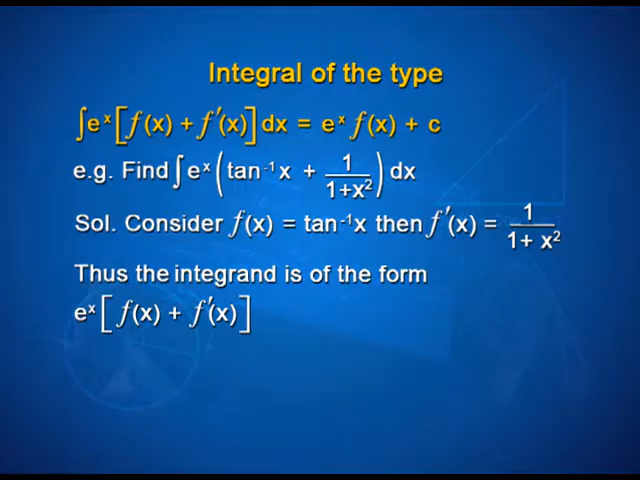 Integral of the type
∫eˣ[f(x) + f′(x)]dx = eˣ f(x) + c
e.g. Find ∫eˣ(tan⁻¹x + 1/(1+x²)) dx
Sol. Consider f(x) = tan⁻¹x then f′(x) = 1/(1+ x²)
Thus the integrand is of the form
eˣ[f(x) + f′(x)]